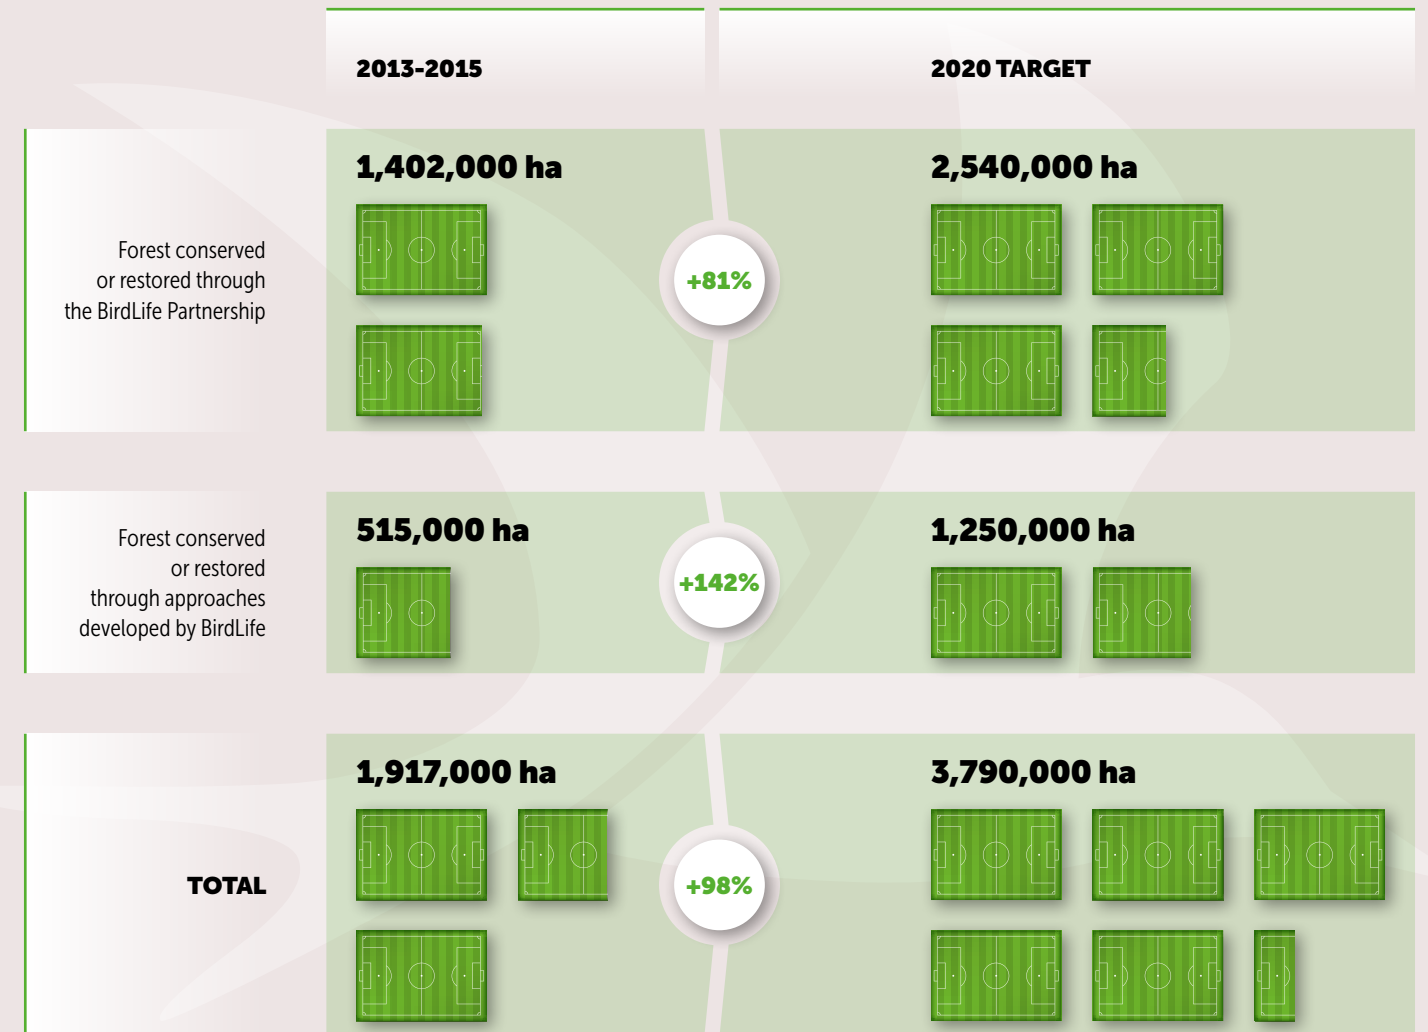 2013-2015
2020 TARGET
Forest conserved
or restored through
the BirdLife Partnership
1,402,000 ha
+81%
2,540,000 ha
Forest conserved
or restored
through approaches
developed by BirdLife
515,000 ha
+142%
1,250,000 ha
TOTAL
1,917,000 ha
+98%
3,790,000 ha